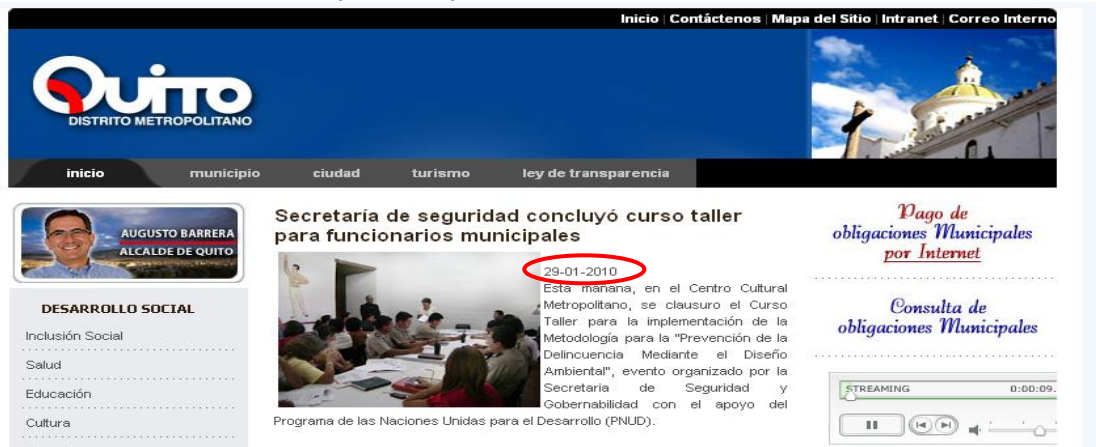 Inicio | Contáctenos | Mapa del Sitio | Intranet | Correo Interno
Quito
DISTRITO METROPOLITANO
inicio municipio ciudad turismo ley de transparencia
AUGUSTO BARRERA
ALCALDE DE QUITO
DESARROLLO SOCIAL
Inclusión Social
Salud
Educación
Cultura
Secretaría de seguridad concluyó curso taller
para funcionarios municipales
29-01-2010
Esta mañana, en el Centro Cultural
Metropolitano, se clausuro el Curso
Taller para la implementación de la
Metodología para la "Prevención de la
Delincuencia Mediante el Diseño
Ambiental", evento organizado por la
Secretaria de Seguridad y
Gobernabilidad con el apoyo del
Programa de las Naciones Unidas para el Desarrollo (PNUD).
Pago de
obligaciones Municipales
por Internet
Consulta de
obligaciones Municipales
STREAMING 0:00:09.